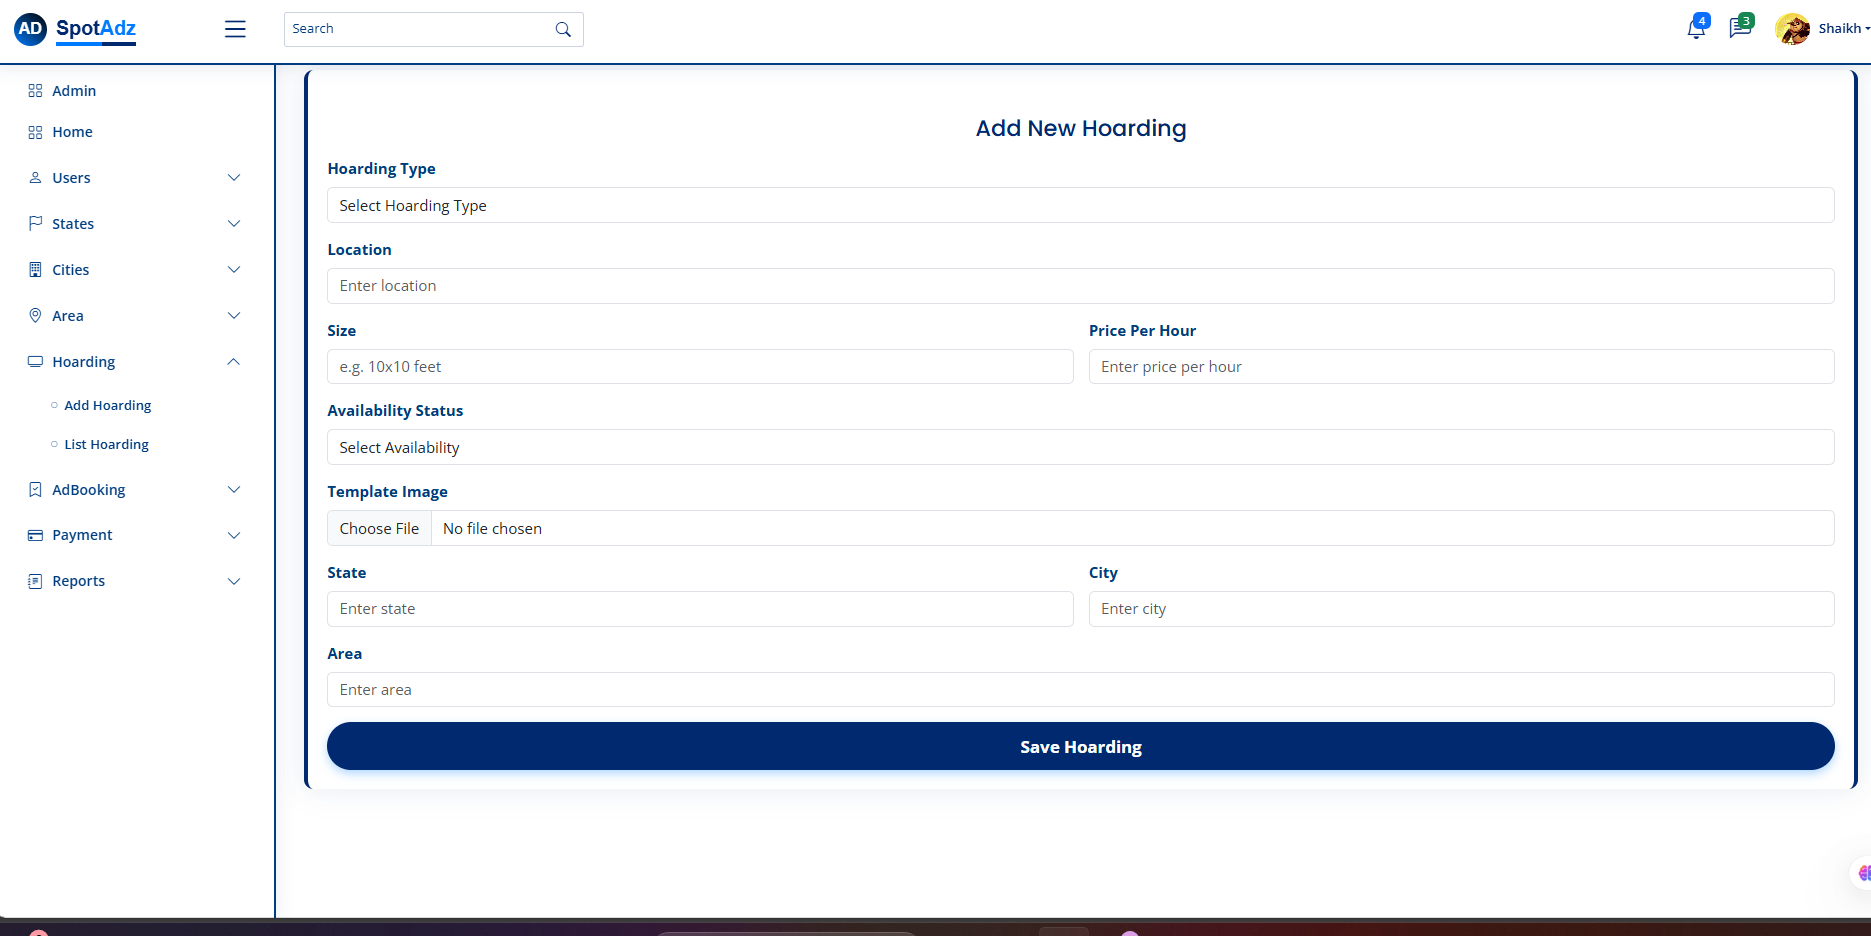 AD SpotAdz
Search
4
3
Shaikh
Admin
Home
Users
States
Cities
Area
Hoarding
Add Hoarding
List Hoarding
AdBooking
Payment
Reports
Add New Hoarding
Hoarding Type
Select Hoarding Type
Location
Enter location
Size Price Per Hour
e.g. 10x10 feet Enter price per hour
Availability Status
Select Availability
Template Image
Choose File No file chosen
State City
Enter state Enter city
Area
Enter area
Save Hoarding